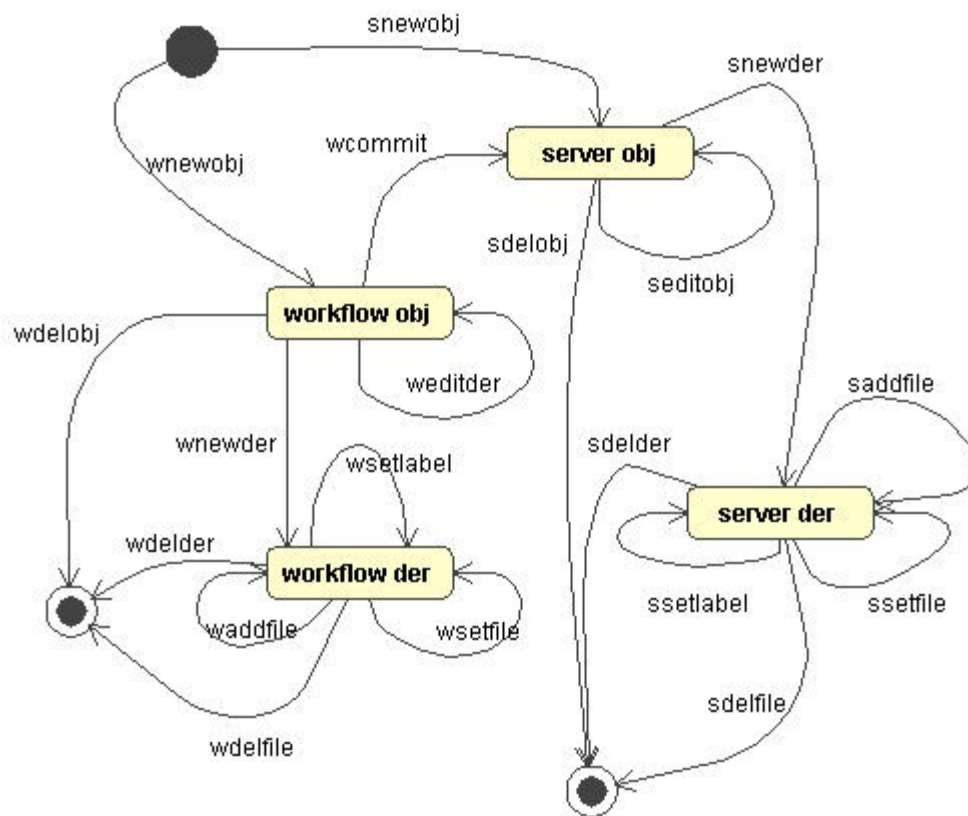 snewobj
snewder
wcommit
server obj
wnewobj
sdelobj
seditobj
workflow obj
wdelobj
weditder
saddfile
wnewder
sdelder
wsetlabel
server der
wdelder
workflow der
ssetlabel
ssetfile
waddfile
wsetfile
sdelfile
wdelfile